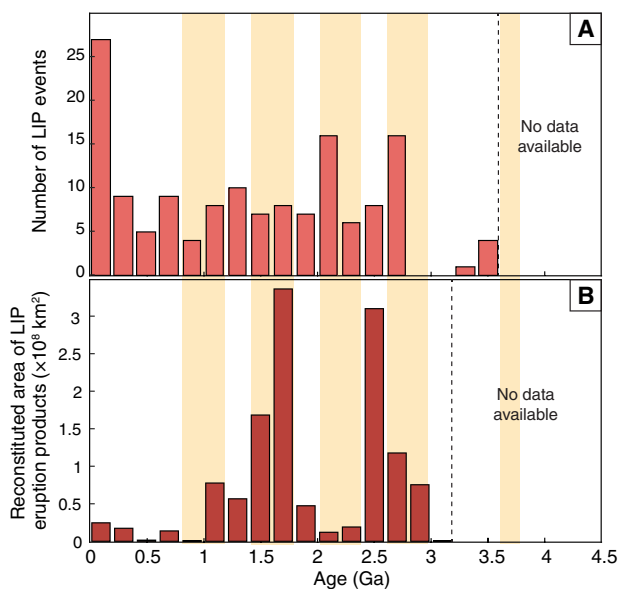 A
Number of LIP events
25
20
15
10
5
0
No data
available
B
Reconstituted area of LIP
eruption products (×10⁸ km²)
3
2.5
2
1.5
1
0.5
0
No data
available
0 0.5 1 1.5 2 2.5 3 3.5 4 4.5
Age (Ga)